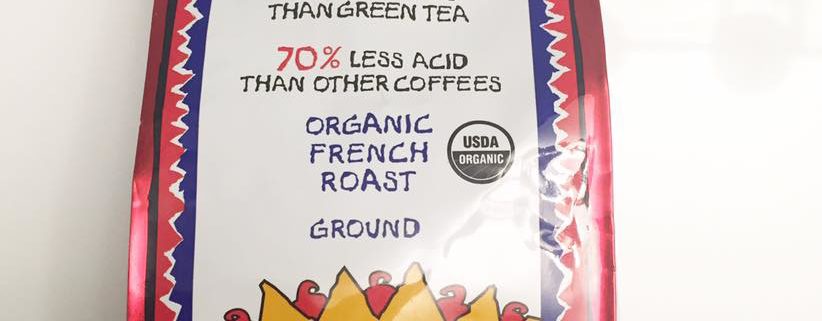 THAN GREEN TEA
70% LESS ACID
THAN OTHER COFFEES
ORGANIC
FRENCH
ROAST
USDA
ORGANIC
GROUND